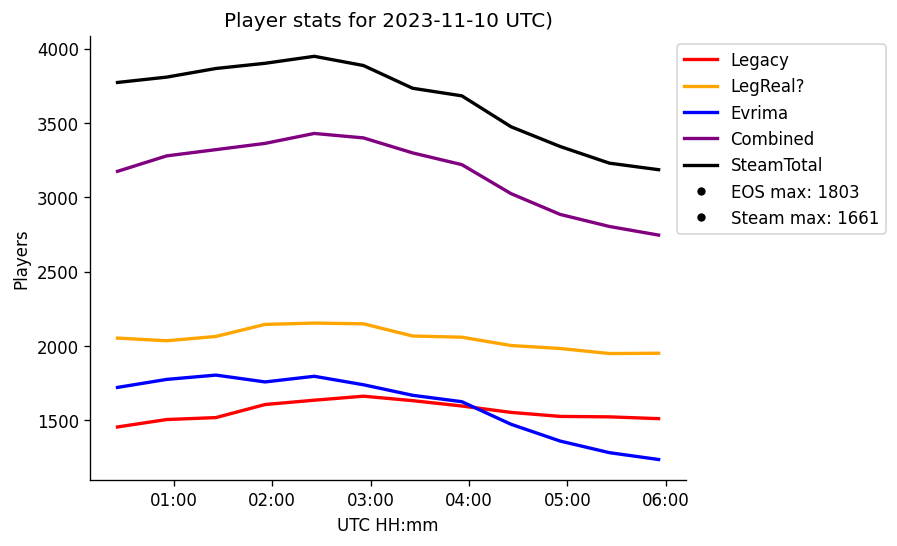 Player stats for 2023-11-10 UTC)
4000
3500
3000
2500
2000
1500
Players
01:00
02:00
03:00
04:00
05:00
06:00
UTC HH:mm
Legacy
LegReal?
Evrima
Combined
SteamTotal
EOS max: 1803
Steam max: 1661